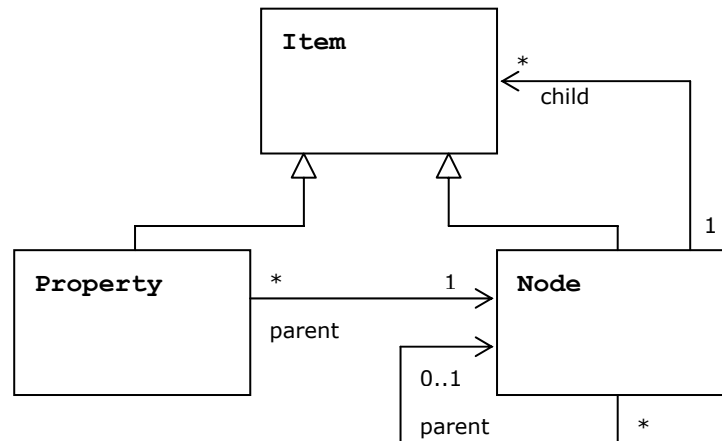 Item
*
child
1
Property
*
1
Node
parent
0..1
parent
*